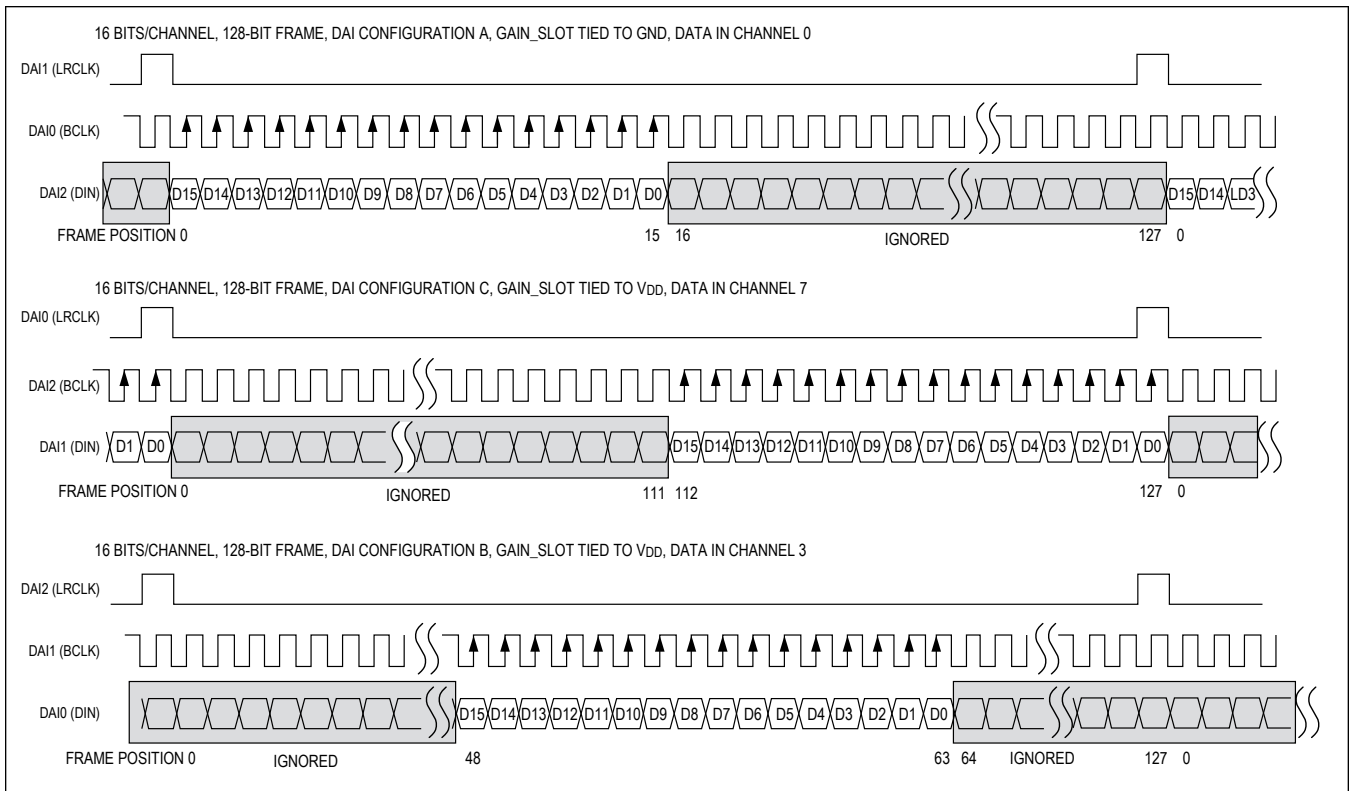 16 BITS/CHANNEL, 128-BIT FRAME, DAI CONFIGURATION A, GAIN_SLOT TIED TO GND, DATA IN CHANNEL 0
DAI1 (LRCLK)
DAI0 (BCLK)
DAI2 (DIN) D15 D14 D13 D12 D11 D10 D9 D8 D7 D6 D5 D4 D3 D2 D1 D0 D15 D14 LD3
FRAME POSITION 0 15 16 IGNORED 127 0
16 BITS/CHANNEL, 128-BIT FRAME, DAI CONFIGURATION C, GAIN_SLOT TIED TO VDD, DATA IN CHANNEL 7
DAI0 (LRCLK)
DAI2 (BCLK)
DAI1 (DIN) D1 D0 D15 D14 D13 D12 D11 D10 D9 D8 D7 D6 D5 D4 D3 D2 D1 D0
FRAME POSITION 0 IGNORED 111 112 127 0
16 BITS/CHANNEL, 128-BIT FRAME, DAI CONFIGURATION B, GAIN_SLOT TIED TO VDD, DATA IN CHANNEL 3
DAI2 (LRCLK)
DAI1 (BCLK)
DAI0 (DIN) D15 D14 D13 D12 D11 D10 D9 D8 D7 D6 D5 D4 D3 D2 D1 D0
FRAME POSITION 0 IGNORED 48 63 64 IGNORED 127 0